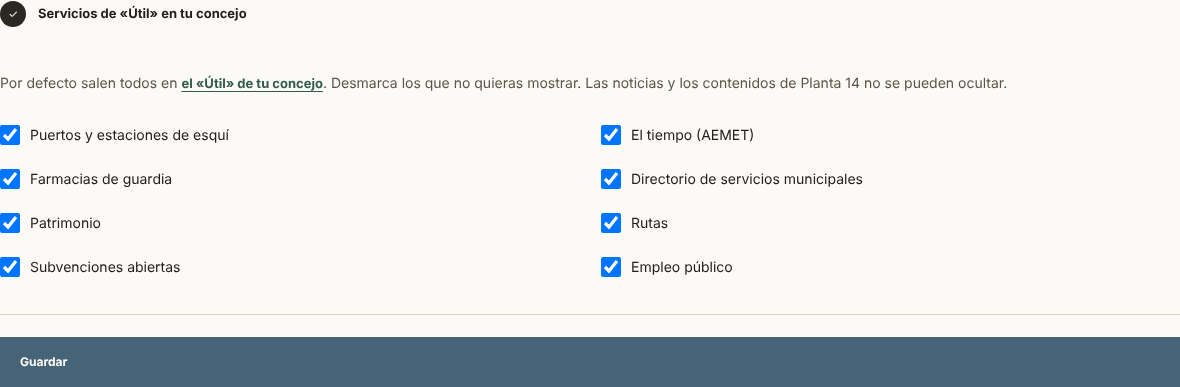 Servicios de «Útil» en tu concejo
Por defecto salen todos en el «Útil» de tu concejo. Desmarca los que no quieras mostrar. Las noticias y los contenidos de Planta 14 no se pueden ocultar.
Puertos y estaciones de esquí
El tiempo (AEMET)
Farmacias de guardia
Directorio de servicios municipales
Patrimonio
Rutas
Subvenciones abiertas
Empleo público
Guardar